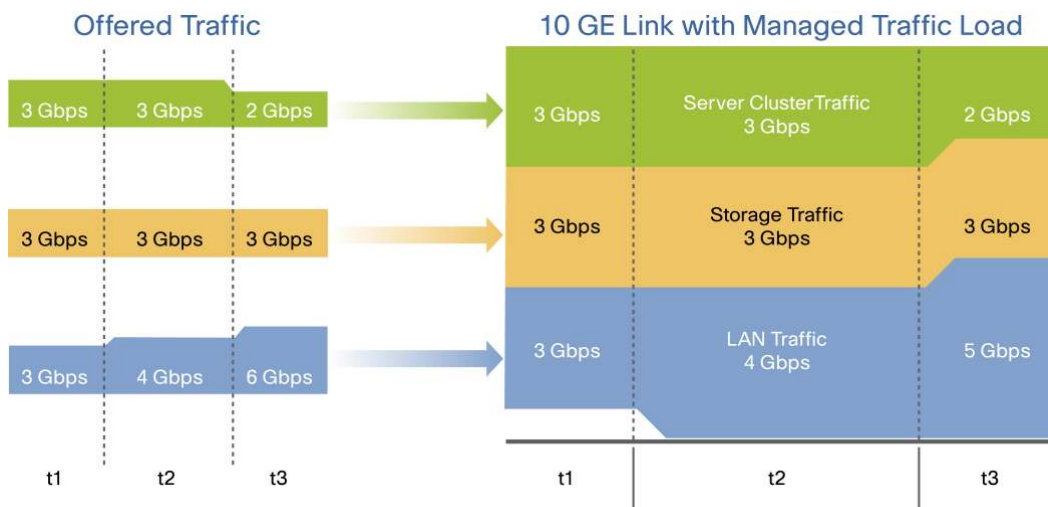 Offered Traffic
10 GE Link with Managed Traffic Load
3 Gbps
3 Gbps
2 Gbps
3 Gbps
3 Gbps
3 Gbps
3 Gbps
4 Gbps
6 Gbps
t1
t2
t3
3 Gbps
Server ClusterTraffic
3 Gbps
2 Gbps
3 Gbps
Storage Traffic
3 Gbps
3 Gbps
3 Gbps
LAN Traffic
4 Gbps
5 Gbps
t1
t2
t3